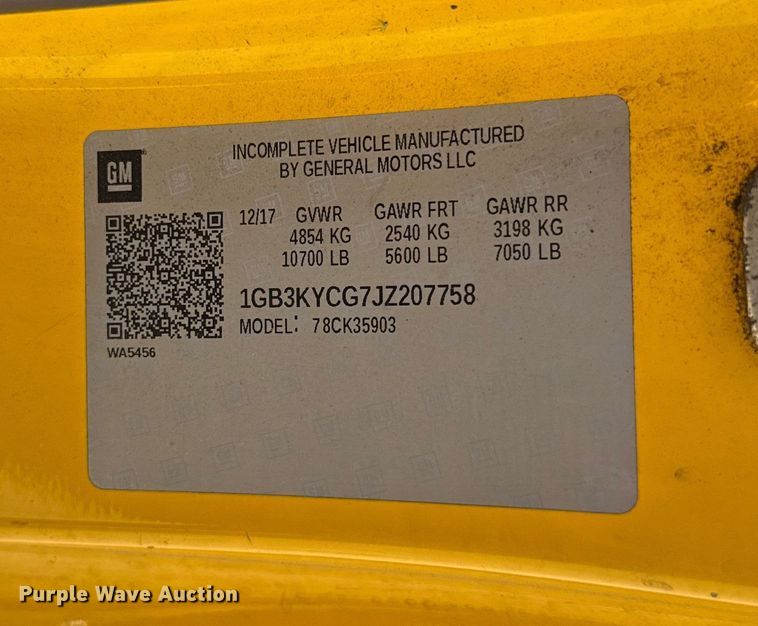 INCOMPLETE VEHICLE MANUFACTURED
BY GENERAL MOTORS LLC
GM
12/17 GVWR GAWR FRT GAWR RR
4854 KG 2540 KG 3198 KG
10700 LB 5600 LB 7050 LB
1GB3KYCG7JZ207758
MODEL: 78CK35903
WA5456
Purple Wave Auction